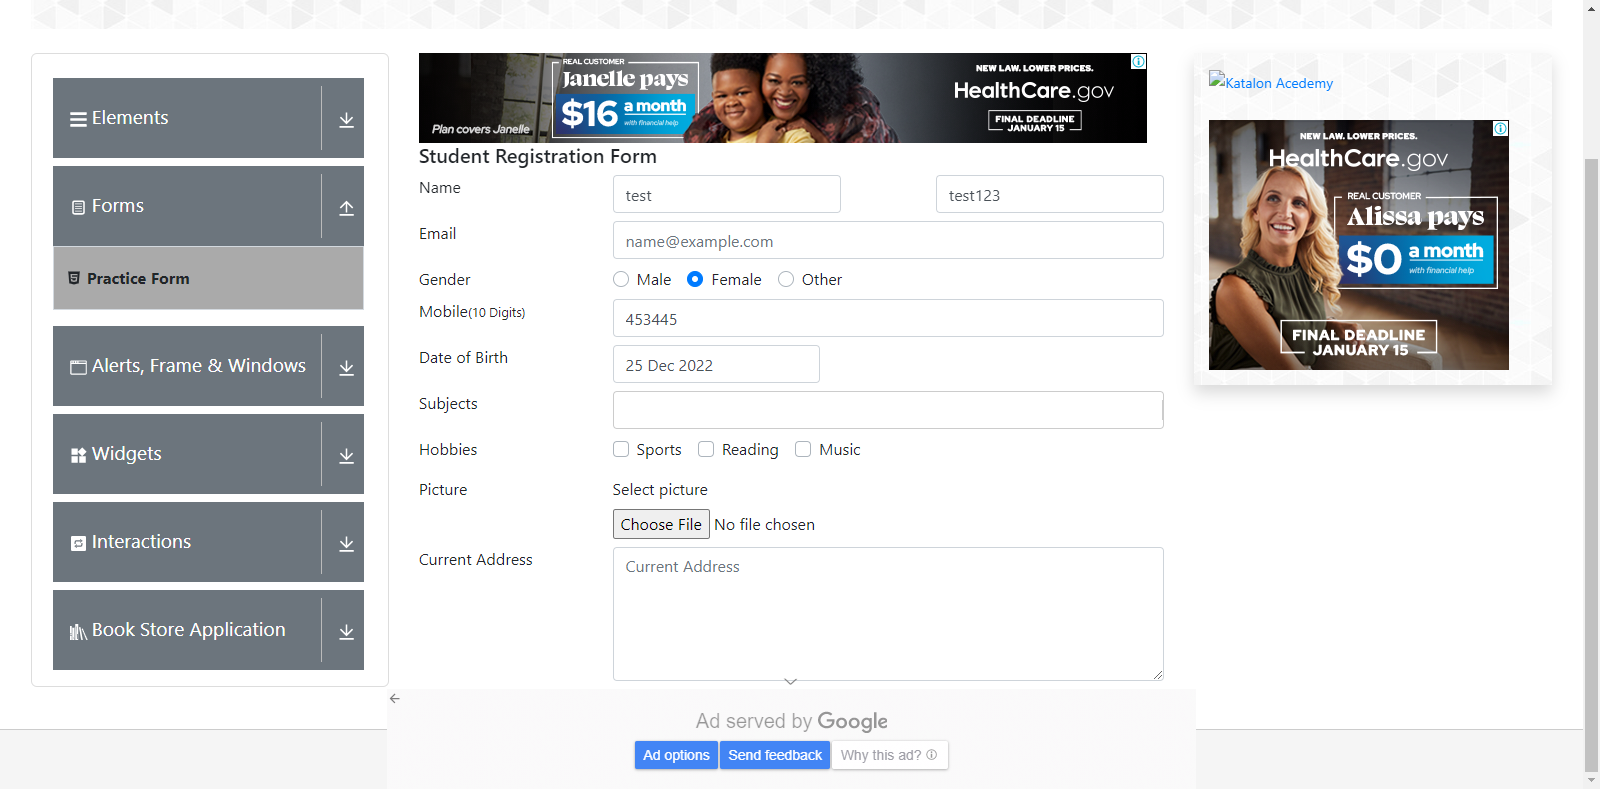 Elements
Forms
Practice Form
Alerts, Frame & Windows
Widgets
Interactions
Book Store Application
REAL CUSTOMER
Janelle pays
$16 a month
with financial help
Plan covers Janelle
NEW LAW. LOWER PRICES.
HealthCare.gov
FINAL DEADLINE
JANUARY 15
Student Registration Form
Name
test
test123
Email
name@example.com
Gender
Male Female Other
Mobile(10 Digits)
453445
Date of Birth
25 Dec 2022
Subjects
Hobbies
Sports Reading Music
Picture
Select picture
Choose File No file chosen
Current Address
Current Address
Ad served by Google
Ad options Send feedback Why this ad?
Katalon Acedemy
NEW LAW. LOWER PRICES.
HealthCare.gov
REAL CUSTOMER
Alissa pays
$0 a month
with financial help
FINAL DEADLINE
JANUARY 15